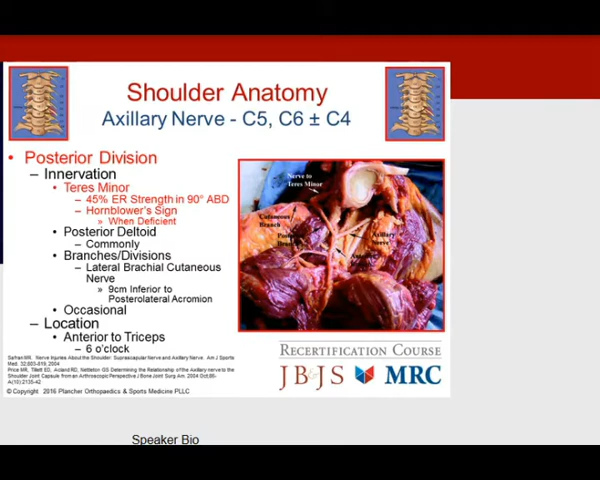 Shoulder Anatomy
Axillary Nerve - C5, C6 ± C4
• Posterior Division
– Innervation
• Teres Minor
– 45% ER Strength in 90° ABD
– Hornblower's Sign
» When Deficient
• Posterior Deltoid
– Commonly
• Branches/Divisions
– Lateral Brachial Cutaneous
Nerve
» 9cm Inferior to
Posterolateral Acromion
• Occasional
– Location
• Anterior to Triceps
– 6 o'clock
Nerve to
Teres Minor
Cutaneous
Branch
Axillary
Nerve
Safran MR. Nerve Injuries About the Shoulder: Suprascapular Nerve and Axillary Nerve. Am J Sports
Med 32:803-819, 2004
Price MR, Tillett ED, Acland RD, Nettleton GS Determining the Relationship of the Axillary nerve to the
Shoulder Joint Capsule from an Arthroscopic Perspective J Bone Joint Surg Am. 2004 Oct;86-
A(10):2135-42
© Copyright 2016 Plancher Orthopaedics & Sports Medicine PLLC
RECERTIFICATION COURSE
JB&JS MRC
Speaker Bio